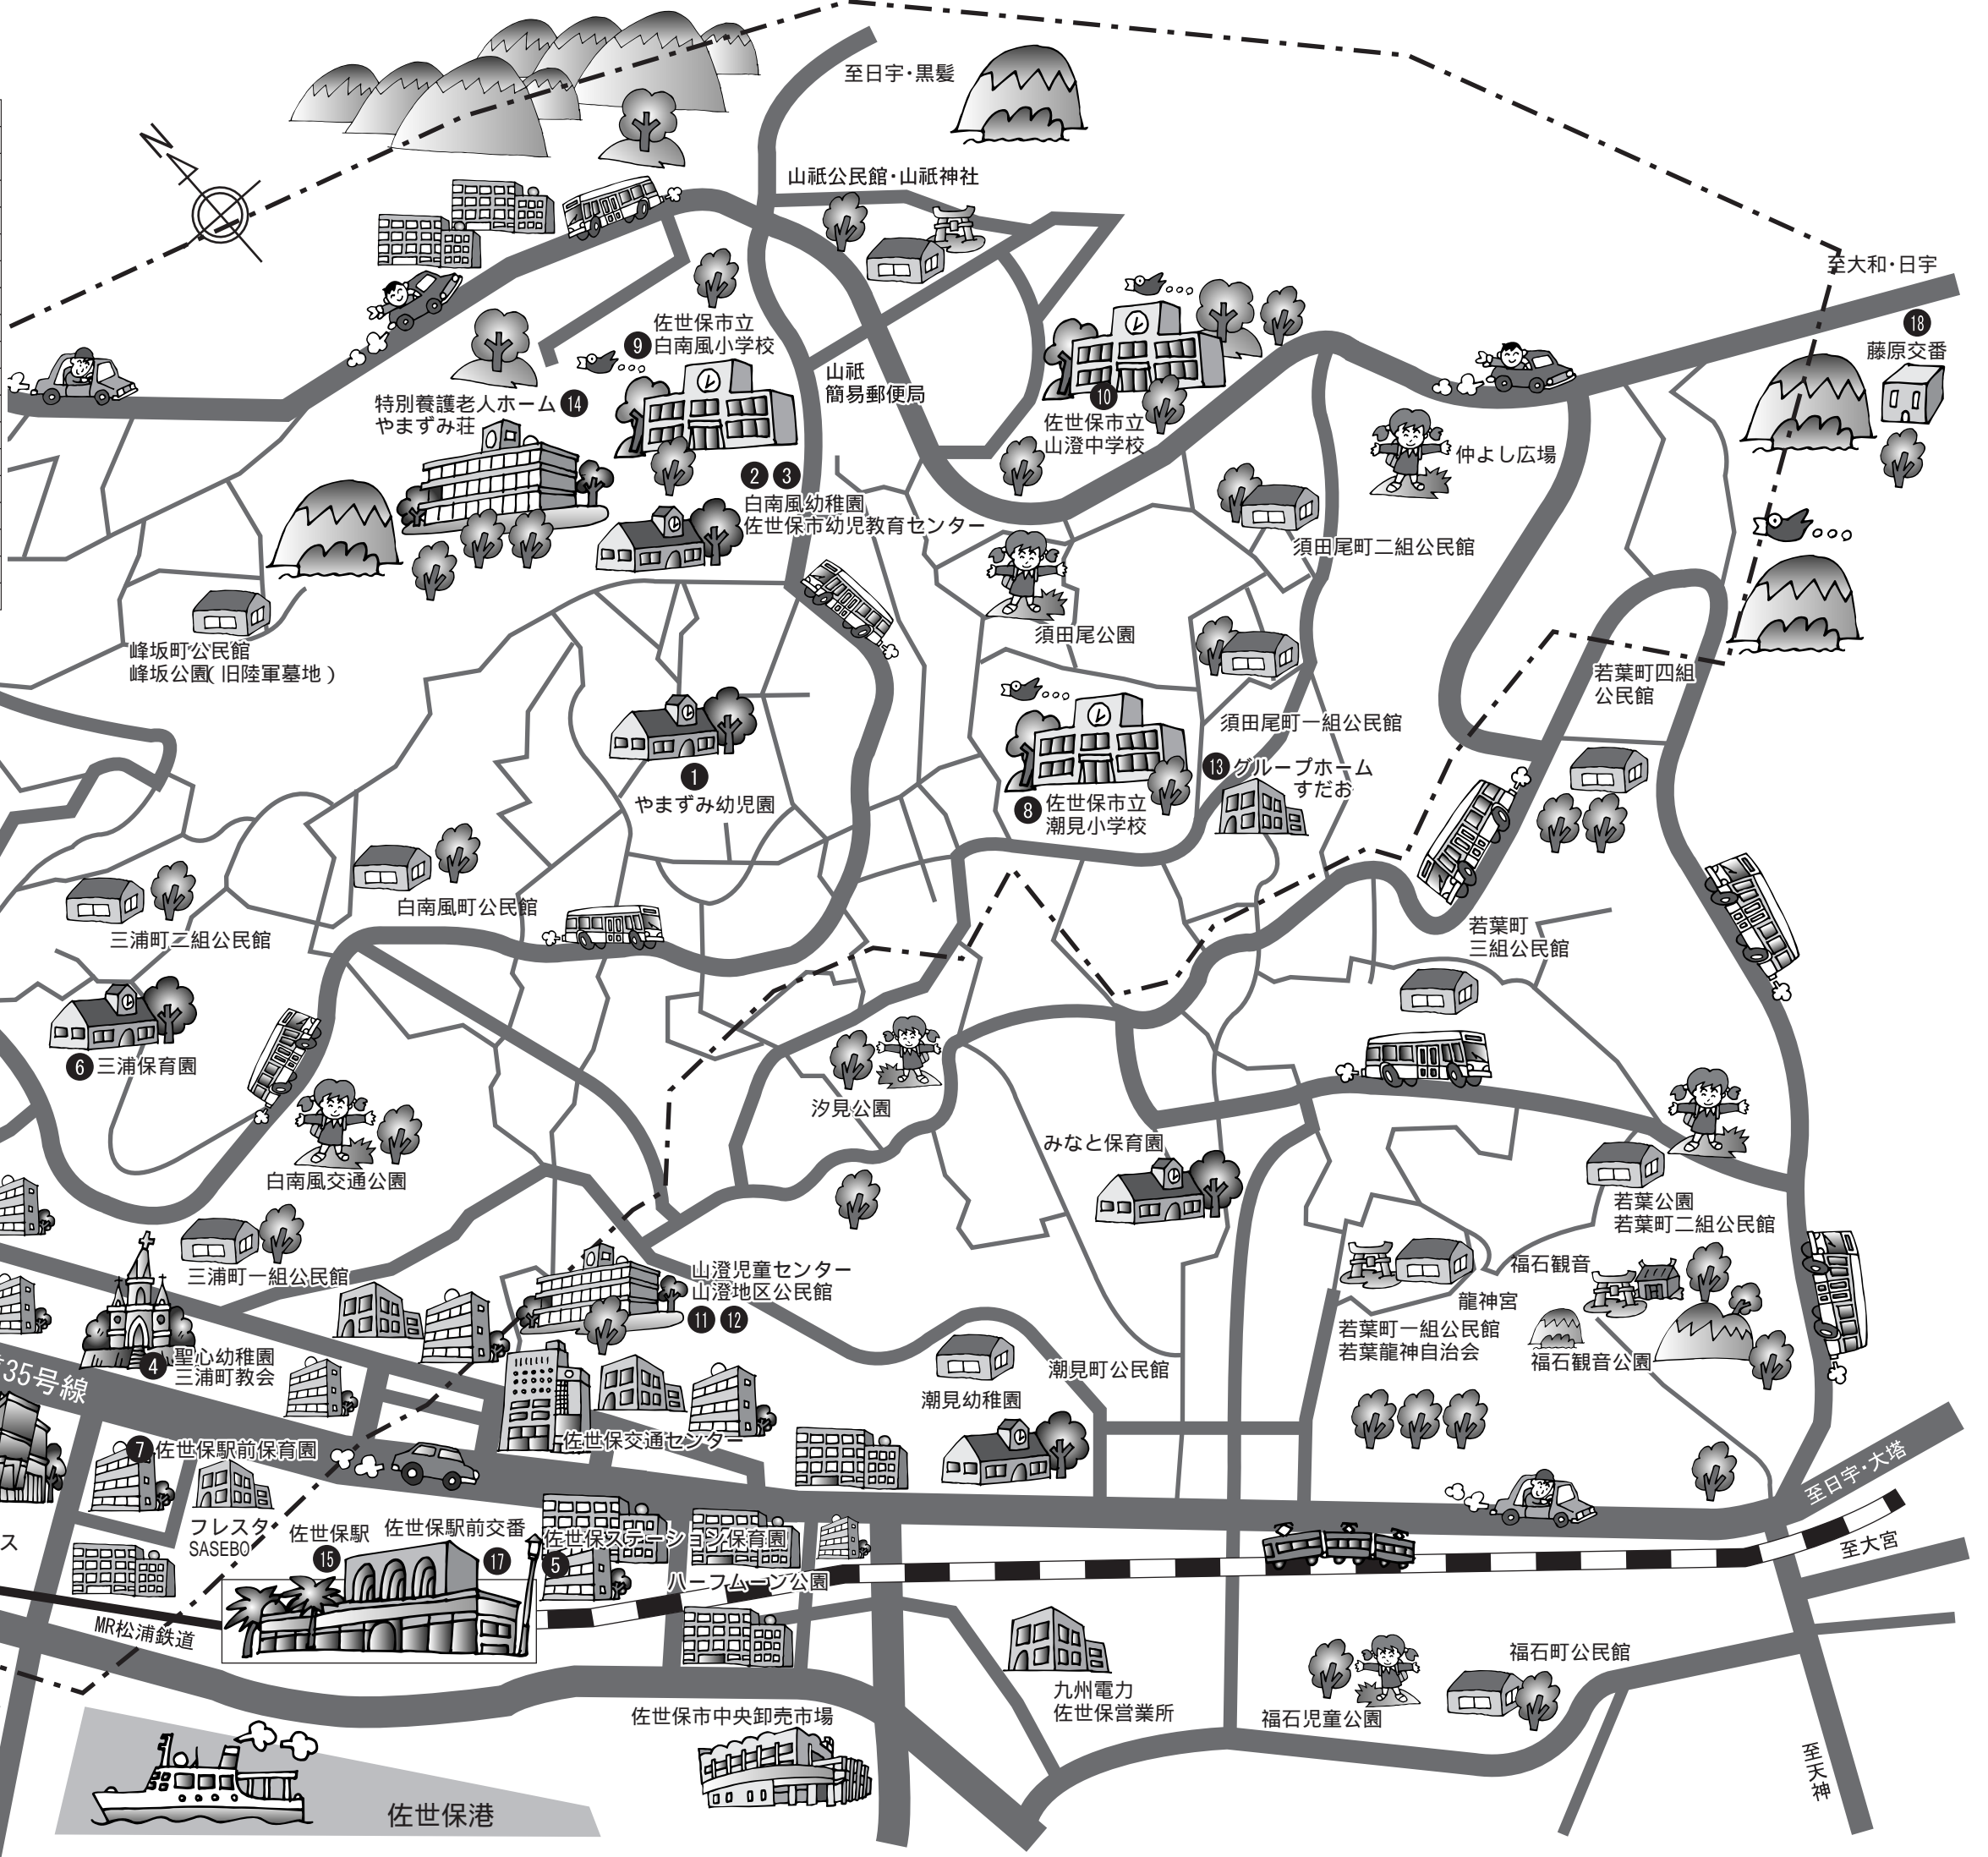 至日宇・黒髪
N
山祇公民館・山祇神社
至大和・日宇
18
藤原交番
9
佐世保市立
白南風小学校
山祇
簡易郵便局
特別養護老人ホーム 14
やまずみ荘
10
佐世保市立
山澄中学校
仲よし広場
2 3
白南風幼稚園
佐世保市幼児教育センター
須田尾町二組公民館
須田尾公園
峰坂町公民館
峰坂公園(旧陸軍墓地)
若葉町四組
公民館
須田尾町一組公民館
1
やまずみ幼児園
13 グループホーム
すだお
8 佐世保市立
潮見小学校
白南風町公民館
三浦町二組公民館
若葉町
三組公民館
6 三浦保育園
汐見公園
みなと保育園
白南風交通公園
若葉公園
若葉町二組公民館
三浦町一組公民館
山澄児童センター
山澄地区公民館
11 12
福石観音
龍神宮
若葉町一組公民館
若葉龍神自治会
福石観音公園
4 聖心幼稚園
三浦町教会
35号線
潮見町公民館
潮見幼稚園
佐世保交通センター
7 佐世保駅前保育園
至日宇・大塔
フレスタ
SASEBO
佐世保駅
15
佐世保駅前交番
17
佐世保ステーション保育園
5
ハーフムーン公園
至大宮
ス
MR松浦鉄道
九州電力
佐世保営業所
福石町公民館
福石児童公園
佐世保市中央卸売市場
至天神
佐世保港